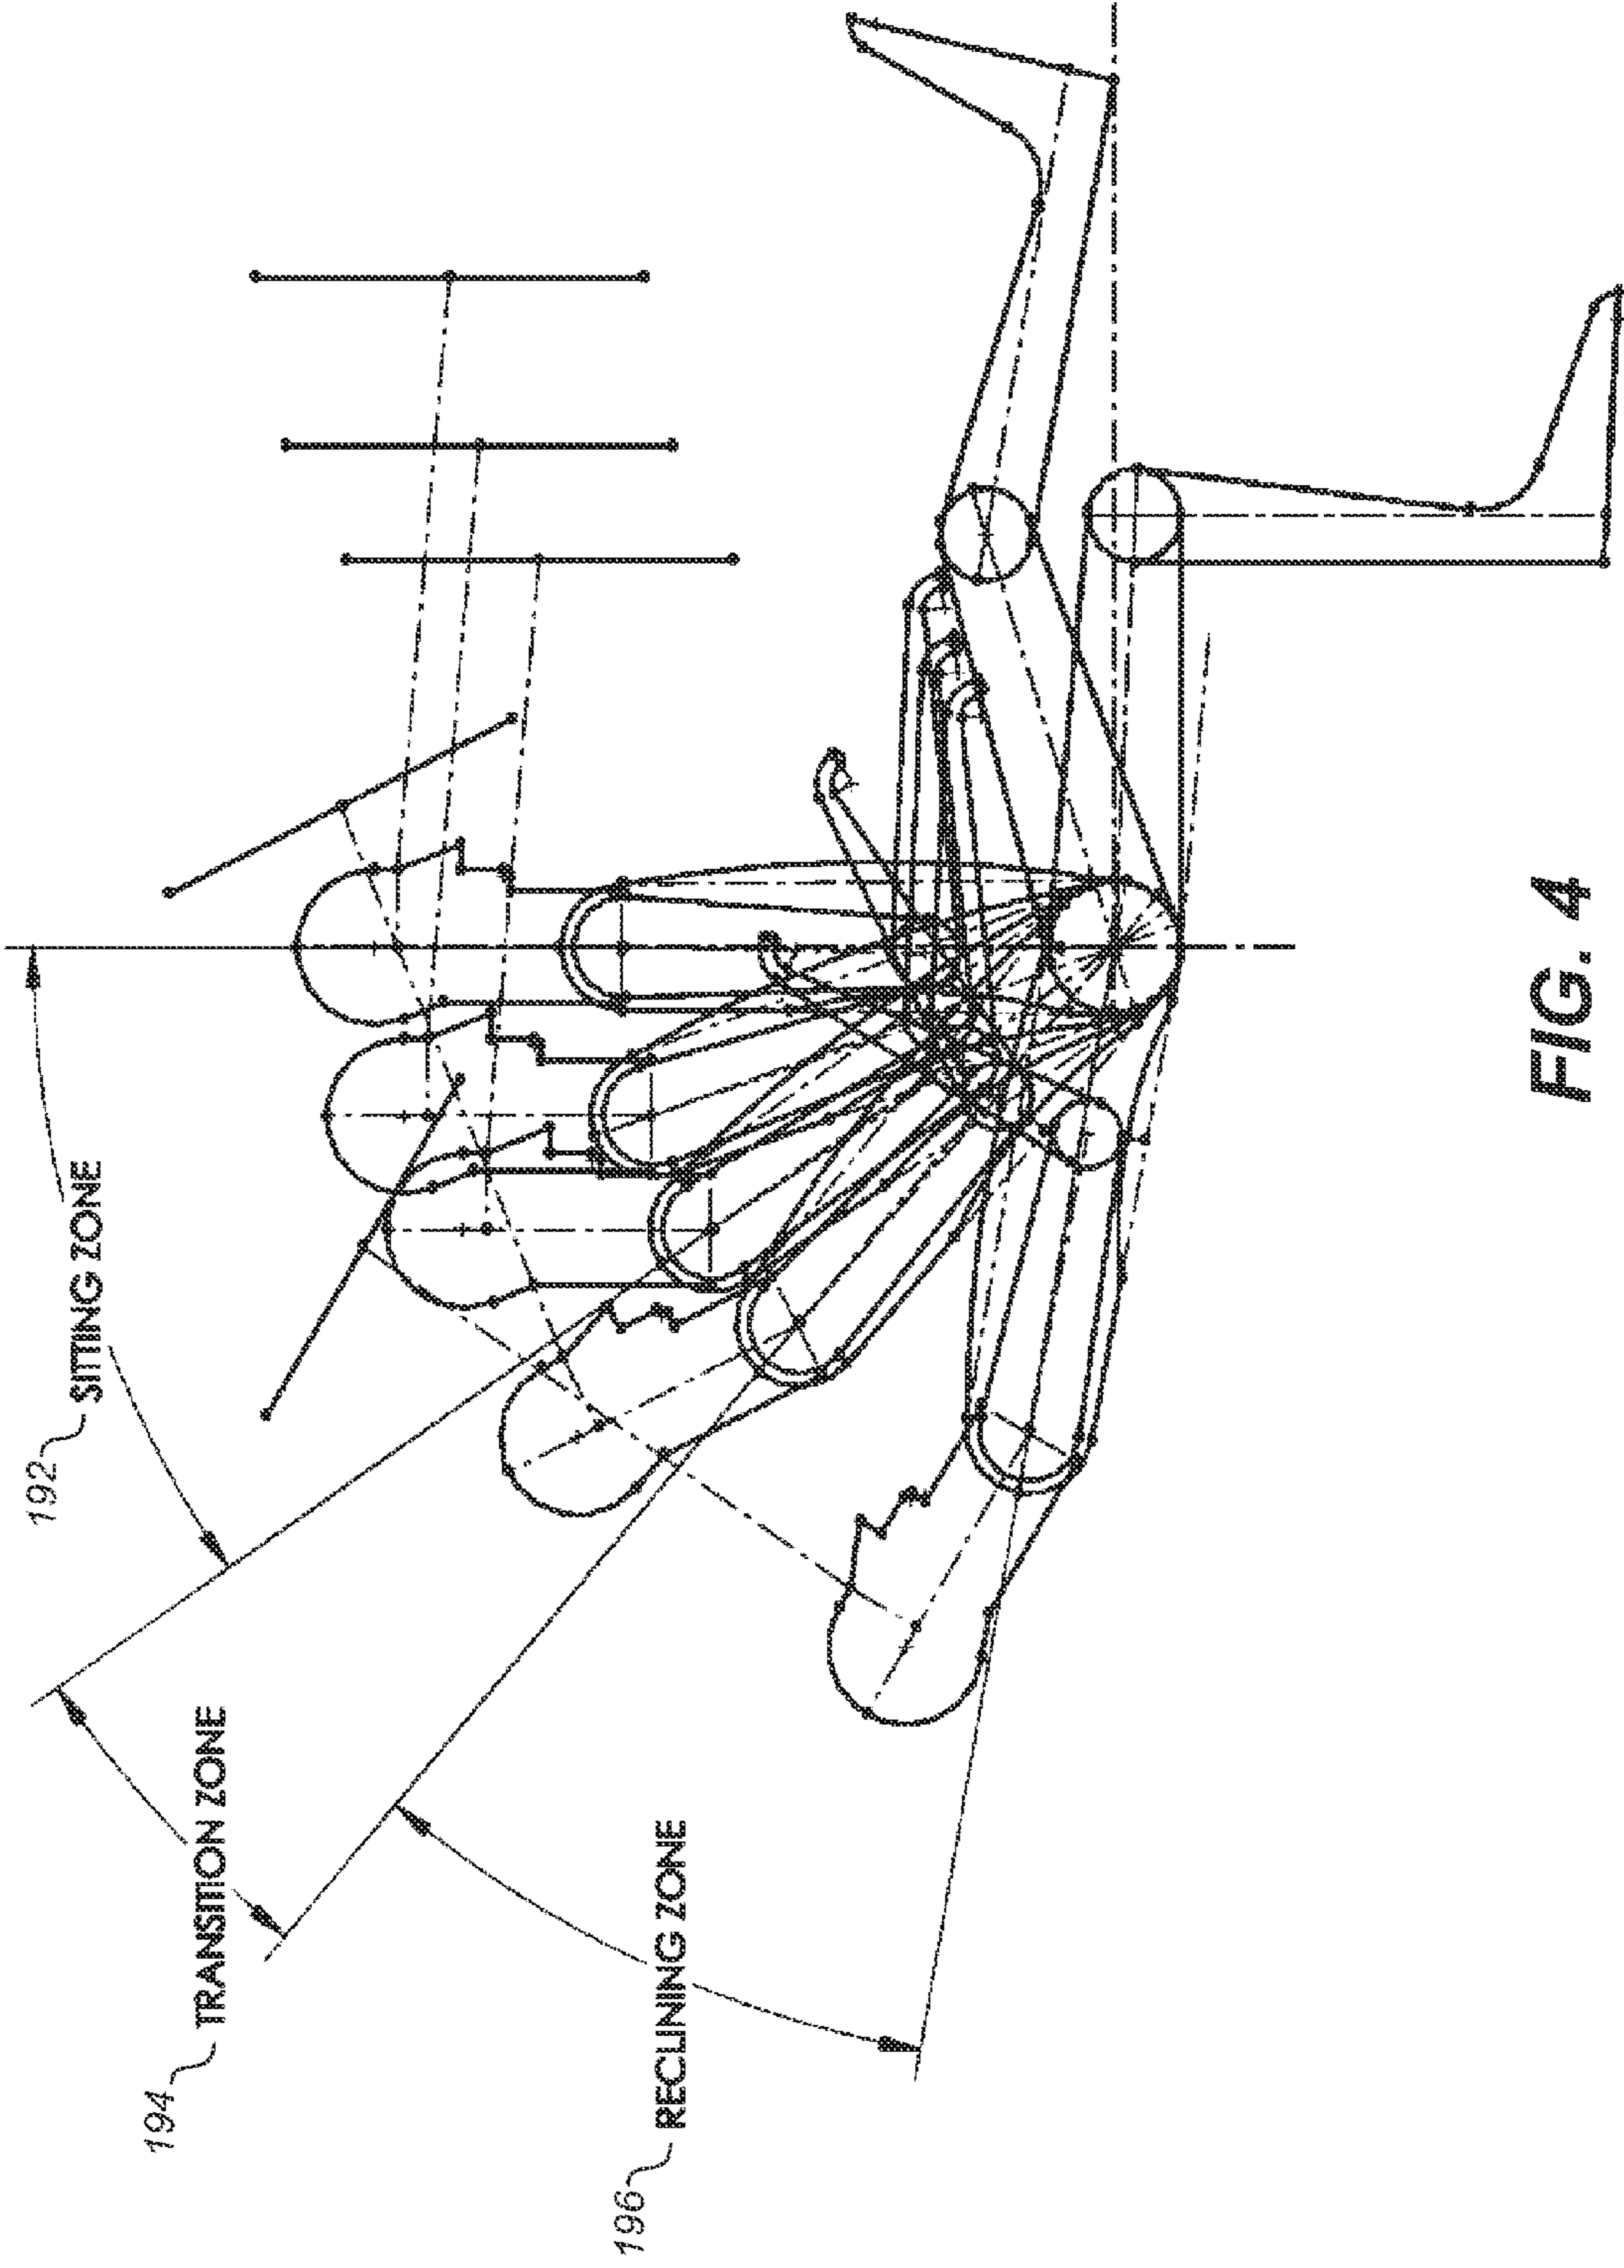 192 SITTING ZONE
194 TRANSITION ZONE
196 RECLINING ZONE
FIG. 4